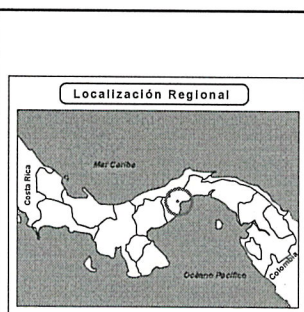 Localización Regional
Mar Caribe
Costa Rica
Océano Pacífico
Colombia